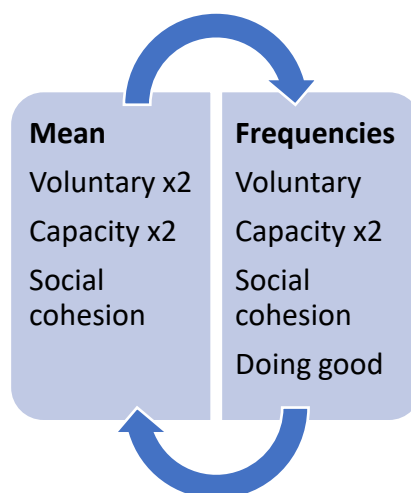 Mean
Voluntary x2
Capacity x2
Social
cohesion
Frequencies
Voluntary
Capacity x2
Social
cohesion
Doing good